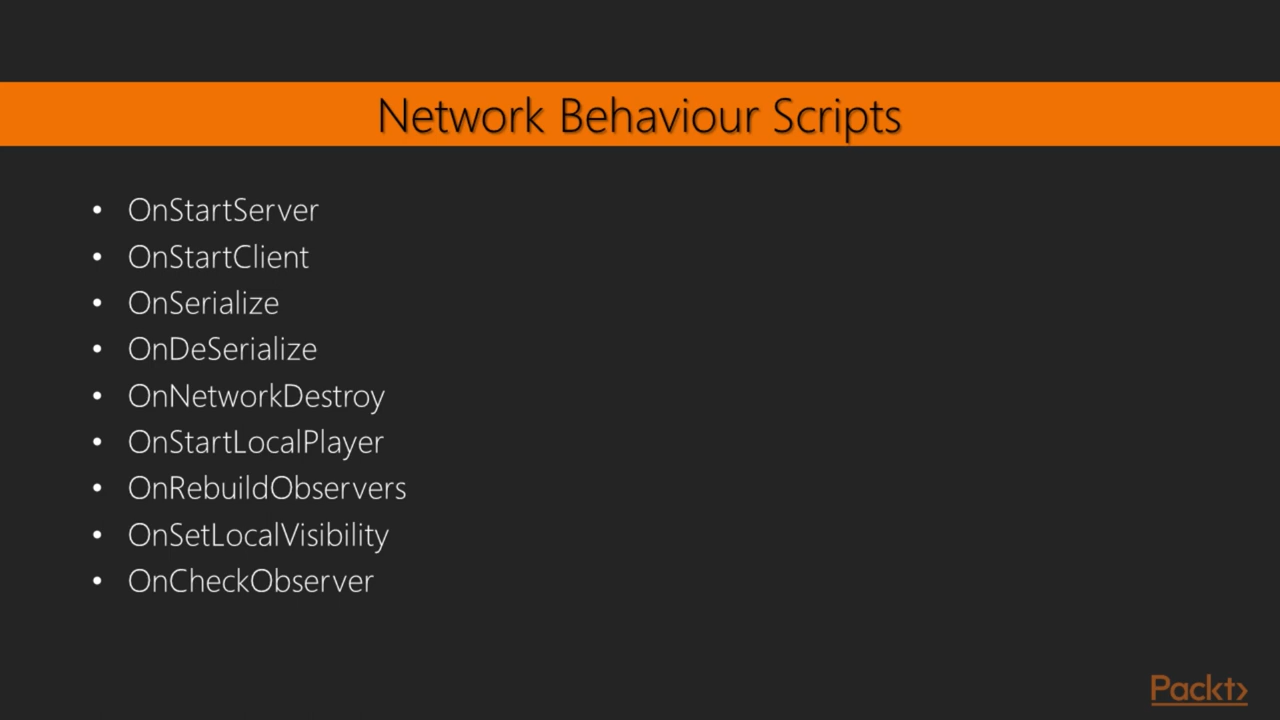 Network Behaviour Scripts
• OnStartServer
• OnStartClient
• OnSerialize
• OnDeSerialize
• OnNetworkDestroy
• OnStartLocalPlayer
• OnRebuildObservers
• OnSetLocalVisibility
• OnCheckObserver
Packt>